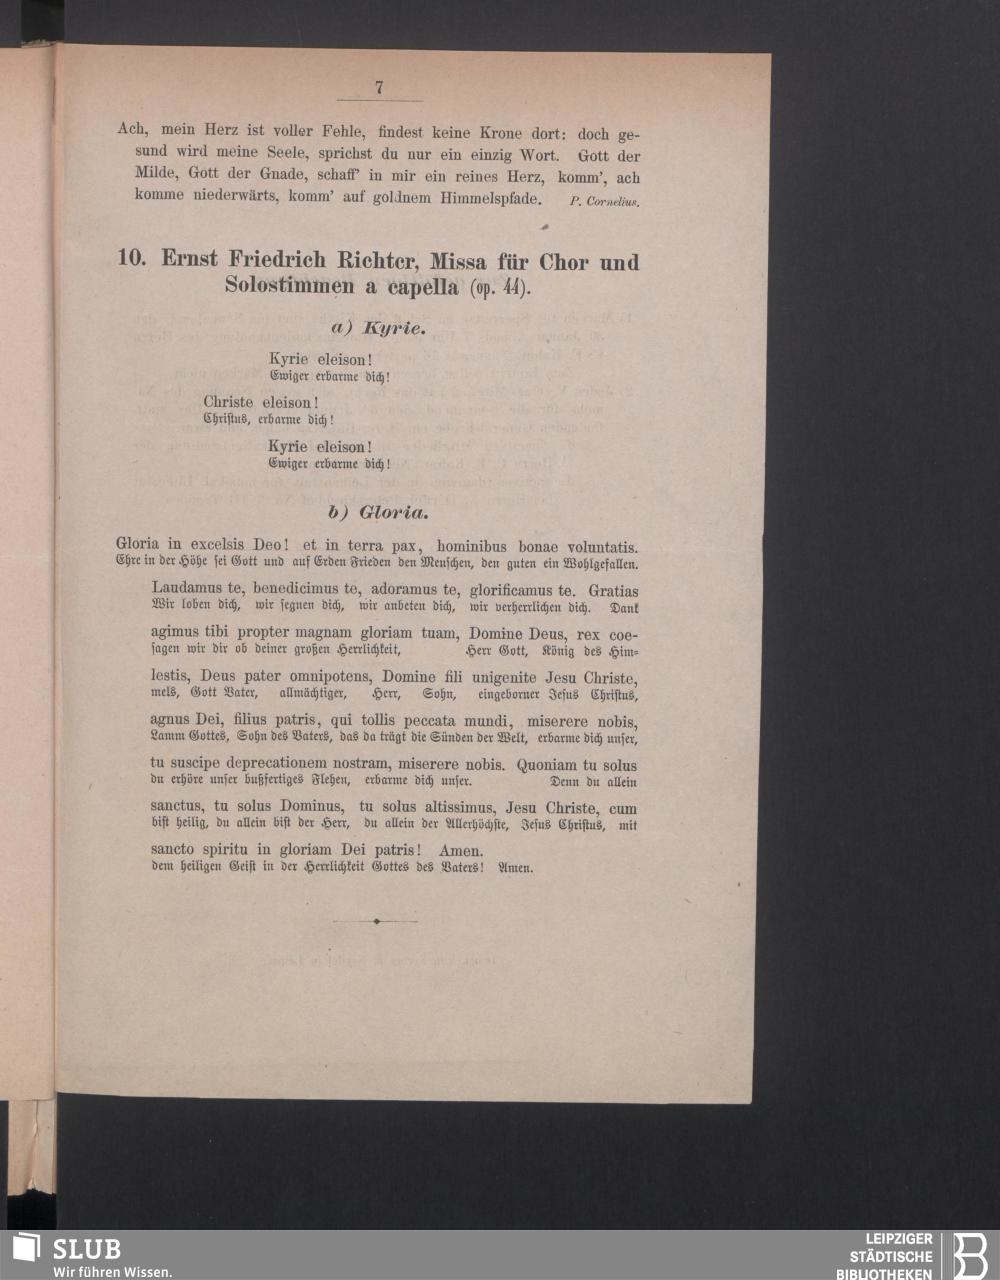 7
Ach, mein Herz ist voller Fehle, findest keine Krone dort: doch ge-
sund wird meine Seele, sprichst du nur ein einzig Wort. Gott der
Milde, Gott der Gnade, schaff' in mir ein reines Herz, komm', ach
komme niederwärts, komm' auf goldnem Himmelspfade. P. Cornelius.
10. Ernst Friedrich Richter, Missa für Chor und
Solostimmen a capella (op. 44).
a) Kyrie.
Kyrie eleison!
Ewiger erbarme dich!
Christe eleison!
Christus, erbarme dich!
Kyrie eleison!
Ewiger erbarme dich!
b) Gloria.
Gloria in excelsis Deo! et in terra pax, hominibus bonae voluntatis.
Ehre in der Höhe sei Gott und auf Erden Frieden den Menschen, den guten ein Wohlgefallen.
Laudamus te, benedicimus te, adoramus te, glorificamus te. Gratias
Wir loben dich, wir segnen dich, wir anbeten dich, wir verherrlichen dich. Dank
agimus tibi propter magnam gloriam tuam, Domine Deus, rex coe-
sagen wir dir ob deiner großen Herrlichkeit, Herr Gott, König des Him-
lestis, Deus pater omnipotens, Domine fili unigenite Jesu Christe,
mels, Gott Vater, allmächtiger, Herr, Sohn, eingeborner Jesus Christus,
agnus Dei, filius patris, qui tollis peccata mundi, miserere nobis,
Lamm Gottes, Sohn des Vaters, das da trägt die Sünden der Welt, erbarme dich unser,
tu suscipe deprecationem nostram, miserere nobis. Quoniam tu solus
du erhöre unser bußfertiges Flehen, erbarme dich unser. Denn du allein
sanctus, tu solus Dominus, tu solus altissimus, Jesu Christe, cum
bist heilig, du allein bist der Herr, du allein der Allerhöchste, Jesus Christus, mit
sancto spiritu in gloriam Dei patris! Amen.
dem heiligen Geist in der Herrlichkeit Gottes des Vaters! Amen.
SLUB
Wir führen Wissen.
LEIPZIGER
STÄDTISCHE
BIBLIOTHEKEN